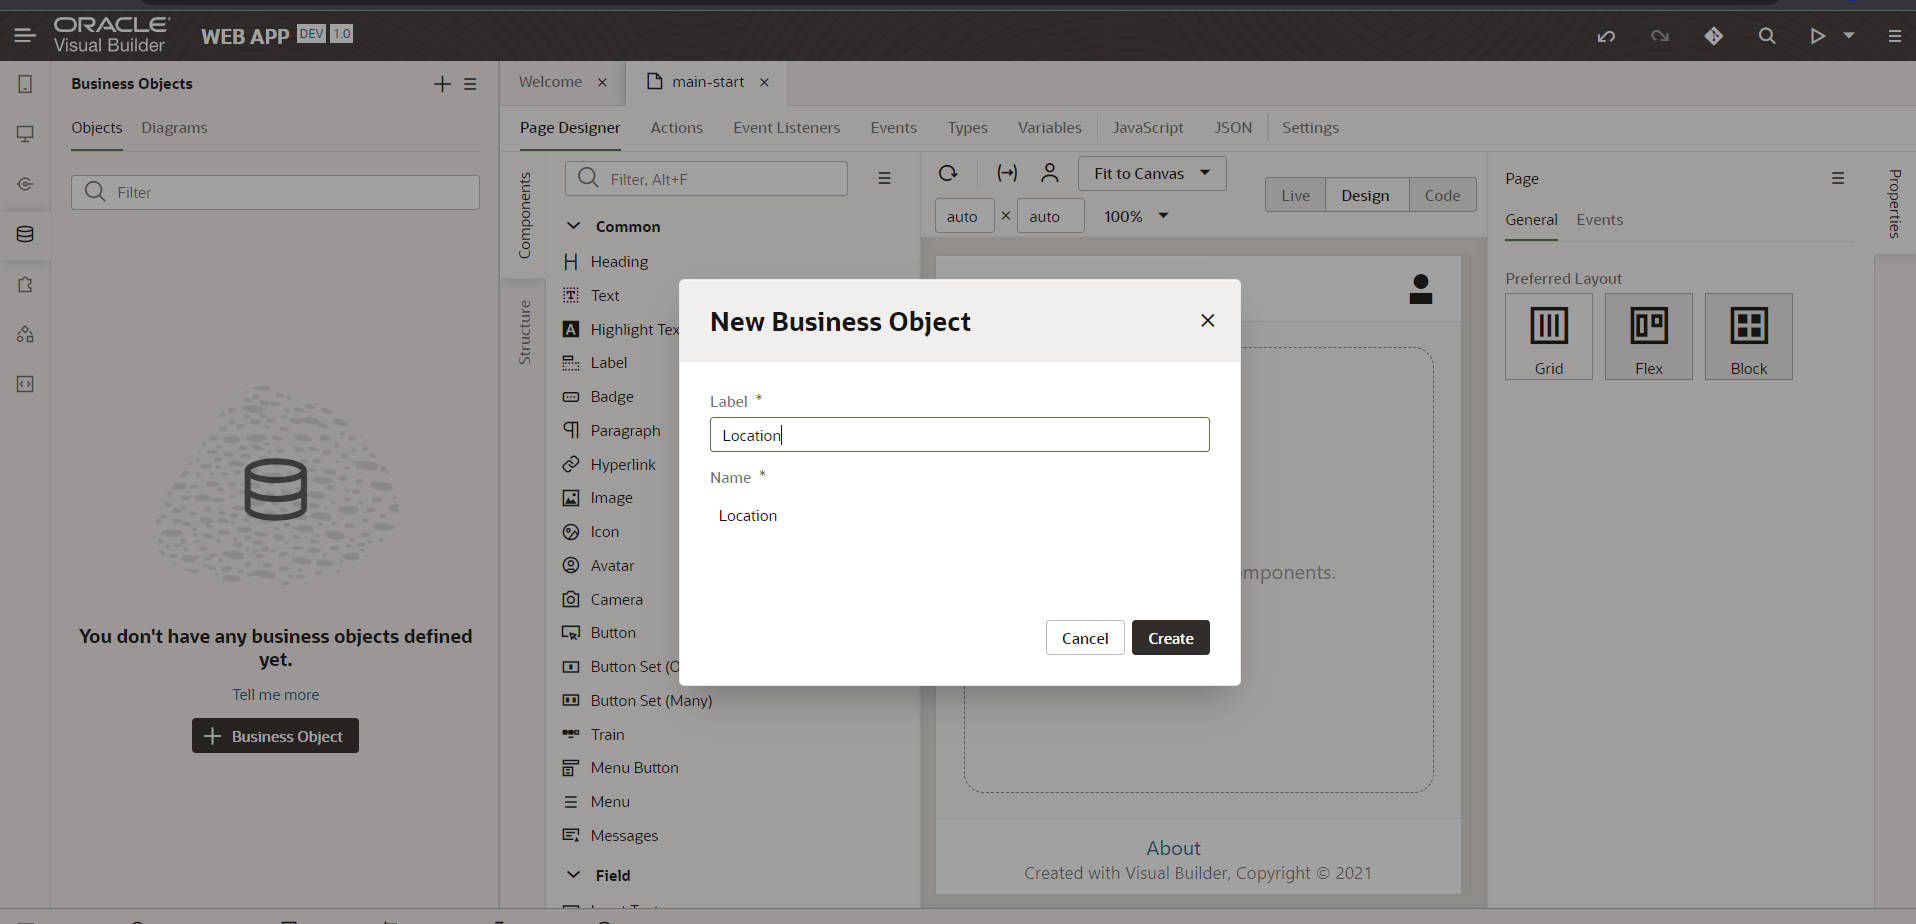 ORACLE
Visual Builder
WEB APP DEV 1.0
Business Objects
Objects Diagrams
Filter
You don't have any business objects defined
yet.
Tell me more
Business Object
Welcome
main-start
Page Designer Actions Event Listeners Events Types Variables JavaScript JSON Settings
Components
Structure
Filter, Alt+F
Common
Heading
Text
A Highlight Tex
Label
Badge
Paragraph
Hyperlink
Image
Icon
Avatar
Camera
Button
Button Set (O
Button Set (Many)
Train
Menu Button
Menu
Messages
Field
Fit to Canvas
Live Design Code
auto × auto 100%
mponents.
About
Created with Visual Builder, Copyright © 2021
New Business Object
Label *
Location
Name *
Location
Cancel Create
Page
General Events
Preferred Layout
Grid Flex Block
Properties